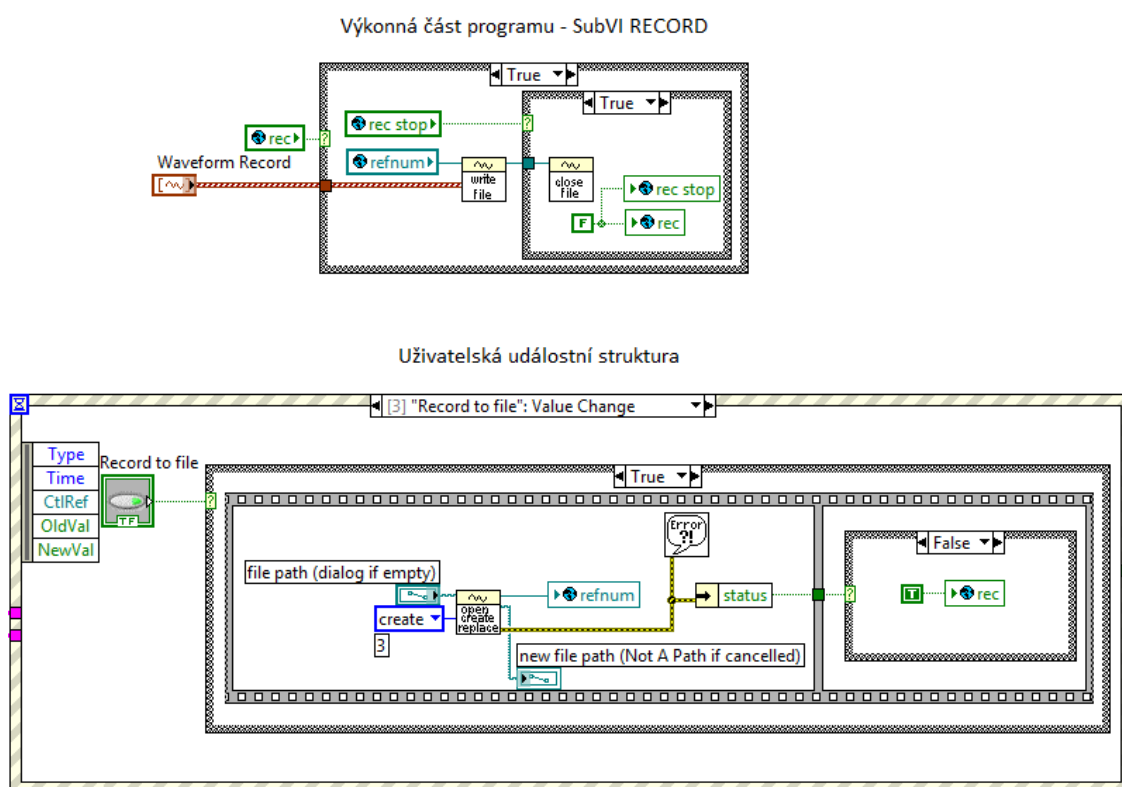 Výkonná část programu - SubVI RECORD
True
True
rec stop
rec
?
?
Waveform Record
refnum
write
file
close
file
rec stop
F
rec
Uživatelská událostní struktura
[3] "Record to file": Value Change
Type
Time
CtlRef
OldVal
NewVal
Record to file
TF
?
True
Error
?!
False
file path (dialog if empty)
refnum
status
?
T
rec
create
open
create
replace
3
new file path (Not A Path if cancelled)